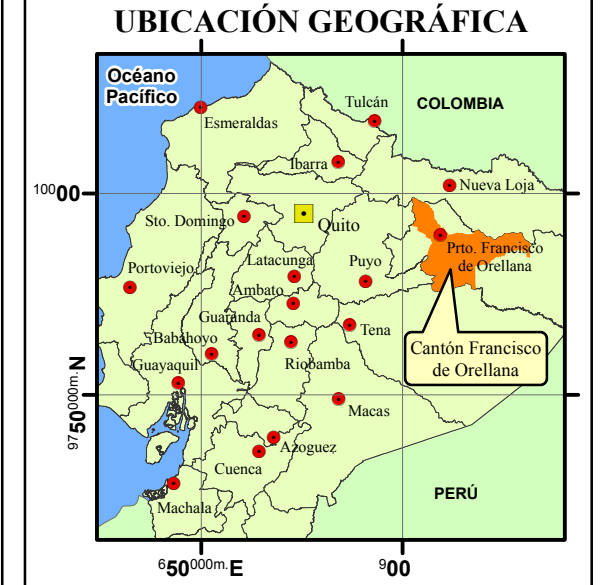 UBICACIÓN GEOGRÁFICA
Océano
Pacífico
Tulcán
COLOMBIA
Esmeraldas
Ibarra
Nueva Loja
10000
Sto. Domingo
Quito
Prto. Francisco
de Orellana
Latacunga
Puyo
Portoviejo
Ambato
Guaranda
Tena
Babahoyo
Riobamba
Cantón Francisco
de Orellana
Guayaquil
9750000m. N
Macas
Azoguez
Cuenca
PERÚ
Machala
650000m. E
900